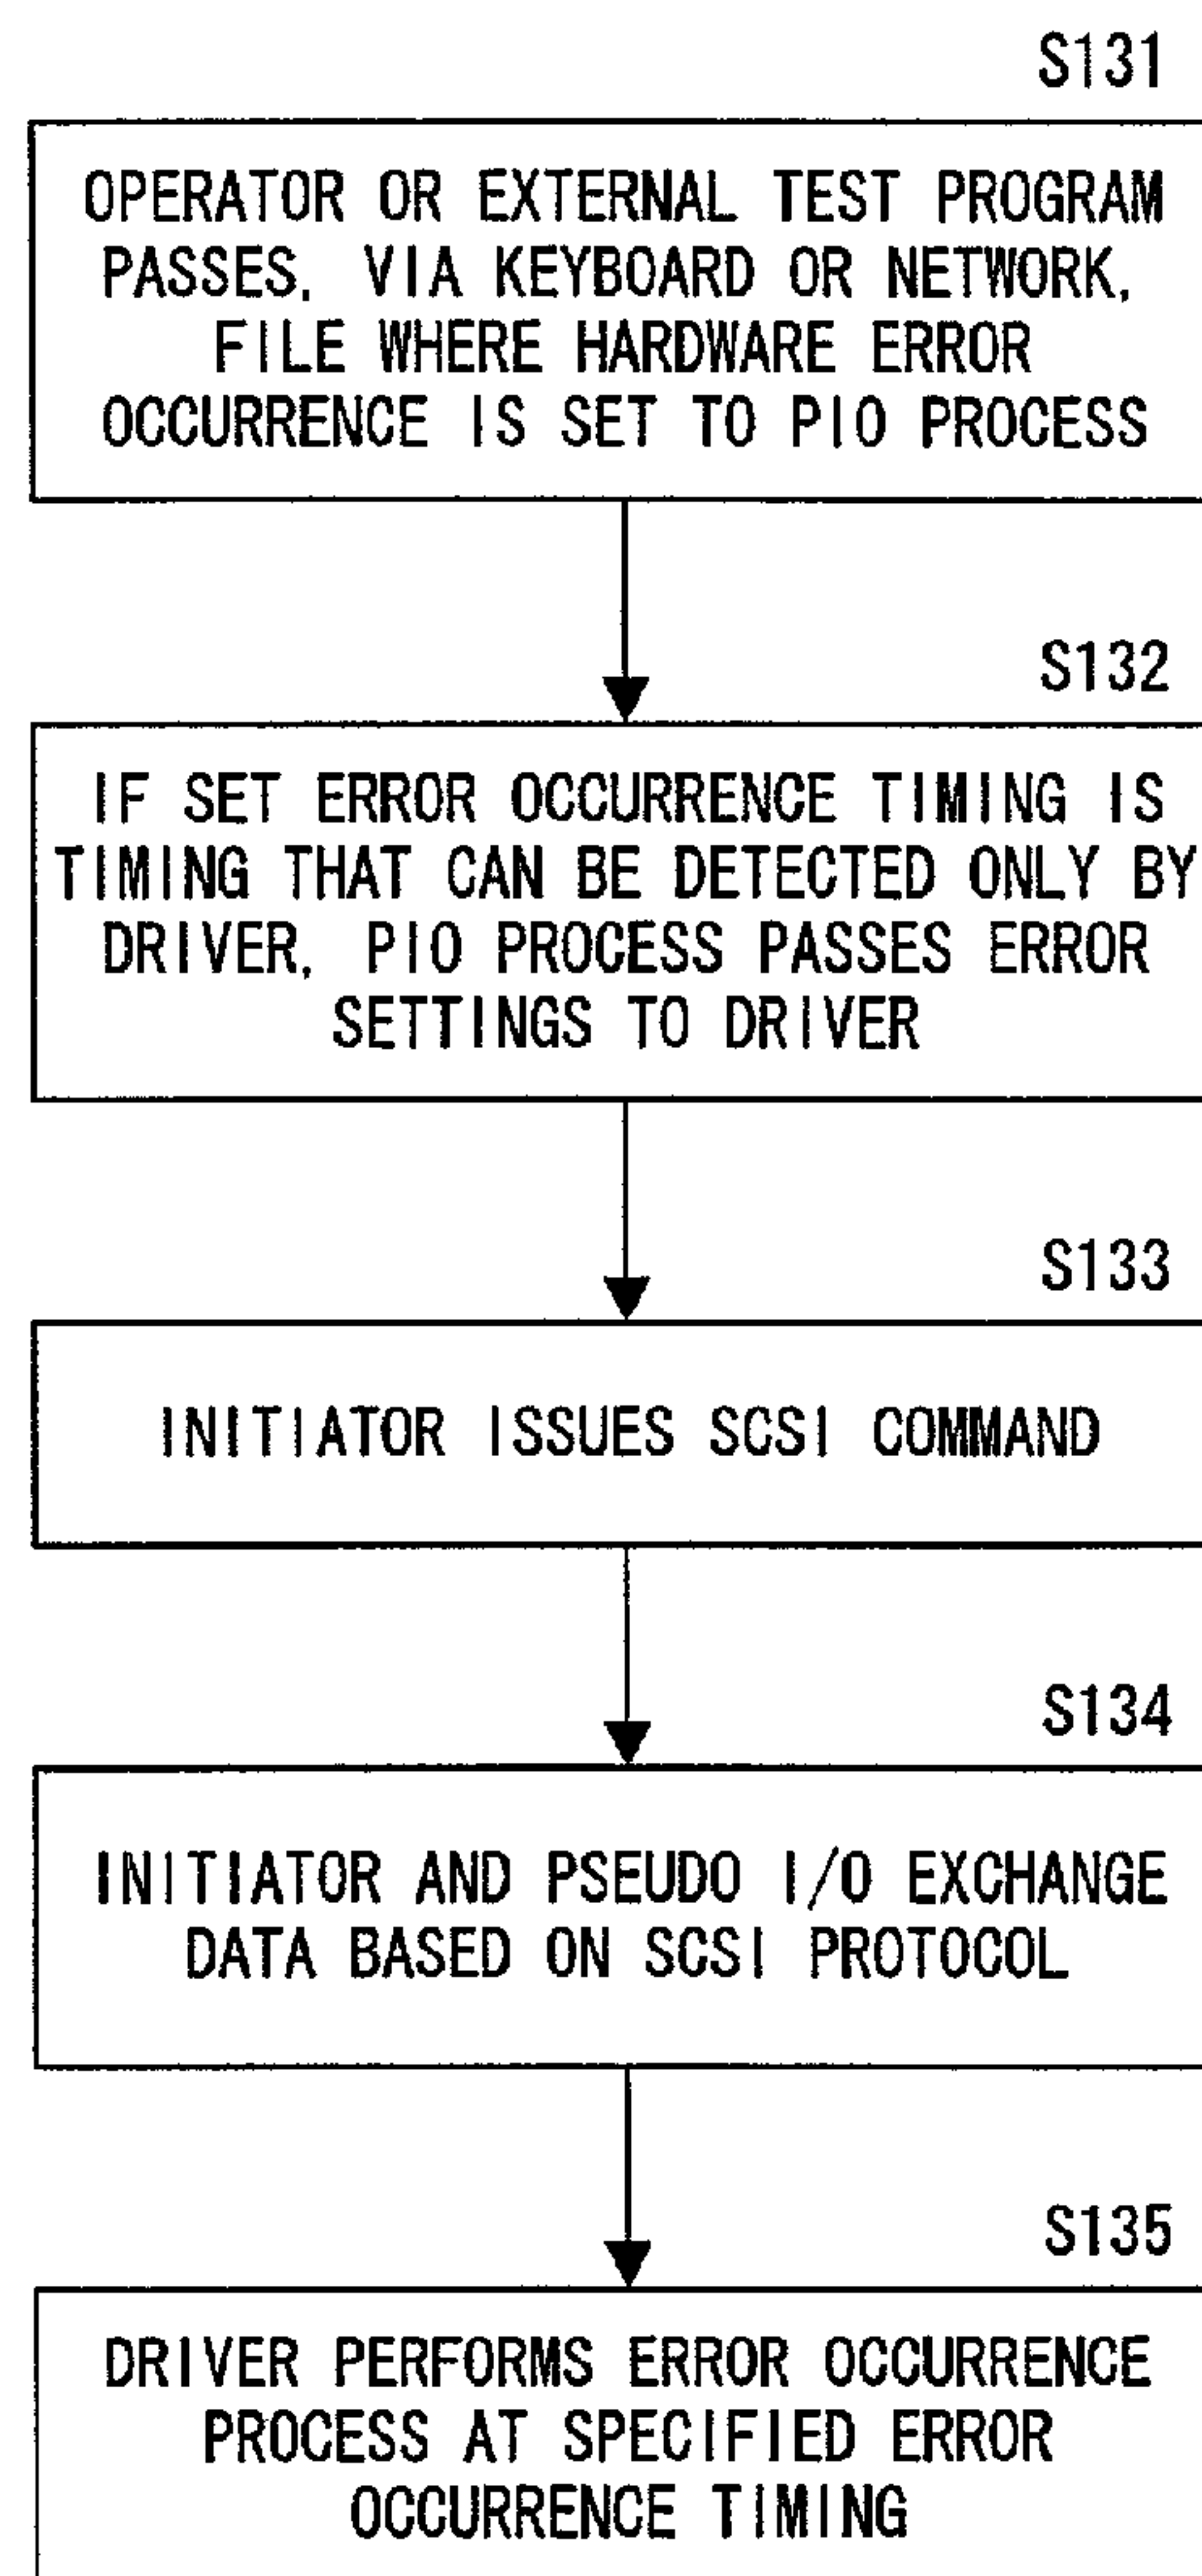 S131
OPERATOR OR EXTERNAL TEST PROGRAM
PASSES, VIA KEYBOARD OR NETWORK,
FILE WHERE HARDWARE ERROR
OCCURRENCE IS SET TO PIO PROCESS
S132
IF SET ERROR OCCURRENCE TIMING IS
TIMING THAT CAN BE DETECTED ONLY BY
DRIVER, PIO PROCESS PASSES ERROR
SETTINGS TO DRIVER
S133
INITIATOR ISSUES SCSI COMMAND
S134
INITIATOR AND PSEUDO I/O EXCHANGE
DATA BASED ON SCSI PROTOCOL
S135
DRIVER PERFORMS ERROR OCCURRENCE
PROCESS AT SPECIFIED ERROR
OCCURRENCE TIMING